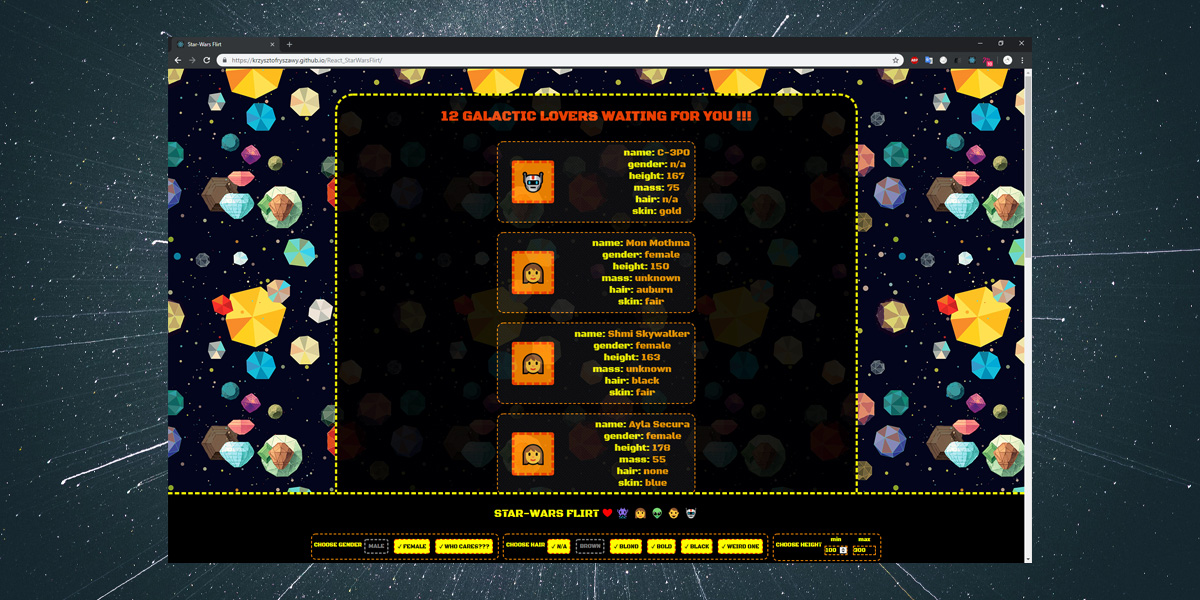 Star-Wars Flirt
https://krzysztofryszawy.github.io/React_StarWarsFlirt/
12 GALACTIC LOVERS WAITING FOR YOU !!!
name: C-3PO
gender: n/a
height: 167
mass: 75
hair: n/a
skin: gold
name: Mon Mothma
gender: female
height: 150
mass: unknown
hair: auburn
skin: fair
name: Shmi Skywalker
gender: female
height: 163
mass: unknown
hair: black
skin: fair
name: Ayla Secura
gender: female
height: 178
mass: 55
hair: none
skin: blue
STAR-WARS FLIRT
CHOOSE GENDER MALE ✓ FEMALE ✓ WHO CARES??? CHOOSE HAIR ✓ N/A BROWN ✓ BLOND ✓ BOLD ✓ BLACK ✓ WEIRD ONE CHOOSE HEIGHT min max
100 300